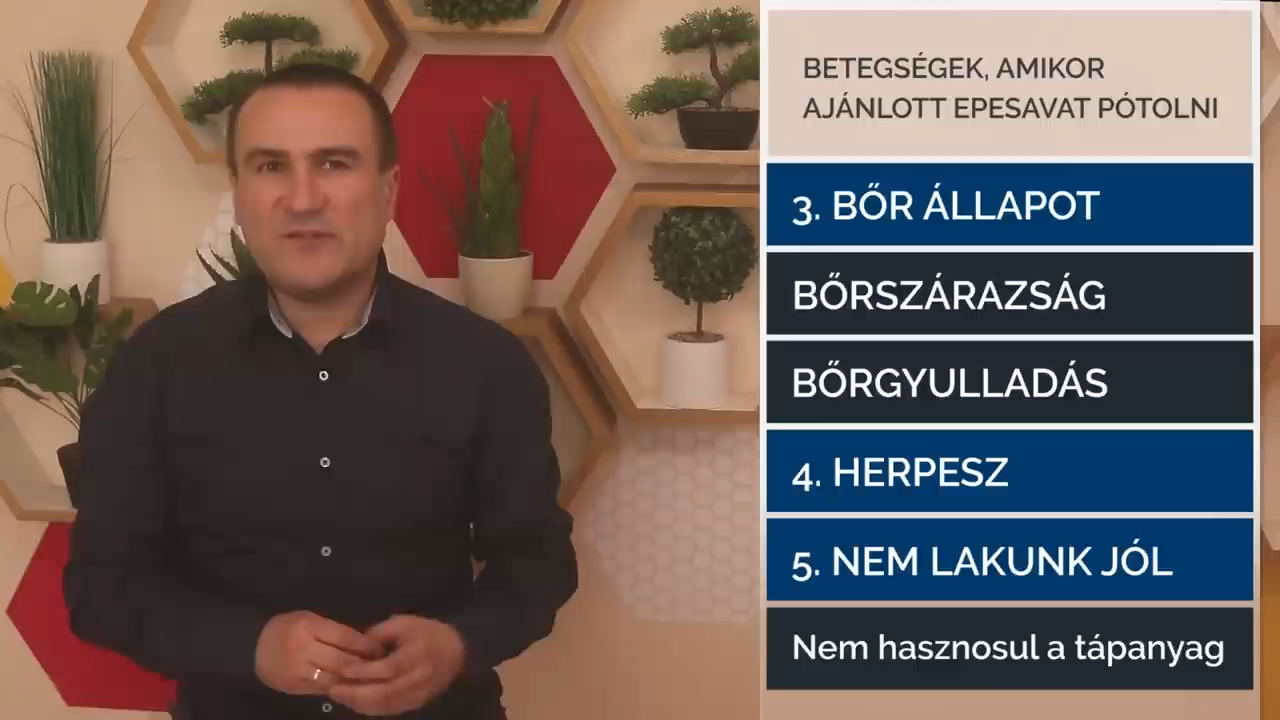 BETEGSÉGEK, AMIKOR
AJÁNLOTT EPESAVAT PÓTOLNI
3. BŐR ÁLLAPOT
BŐRSZÁRAZSÁG
BŐRGYULLADÁS
4. HERPESZ
5. NEM LAKUNK JÓL
Nem hasznosul a tápanyag